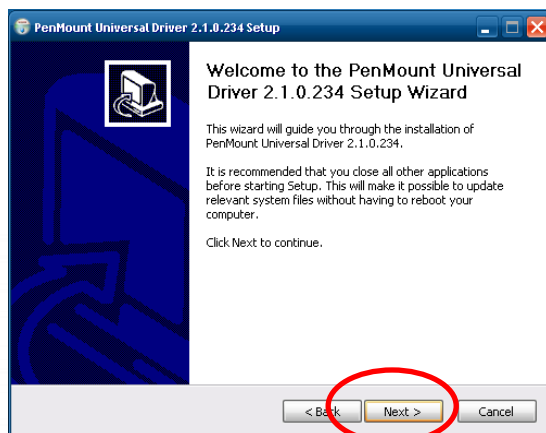 PenMount Universal Driver 2.1.0.234 Setup
Welcome to the PenMount Universal
Driver 2.1.0.234 Setup Wizard
This wizard will guide you through the installation of
PenMount Universal Driver 2.1.0.234.
It is recommended that you close all other applications
before starting Setup. This will make it possible to update
relevant system files without having to reboot your
computer.
Click Next to continue.
< Back Next > Cancel